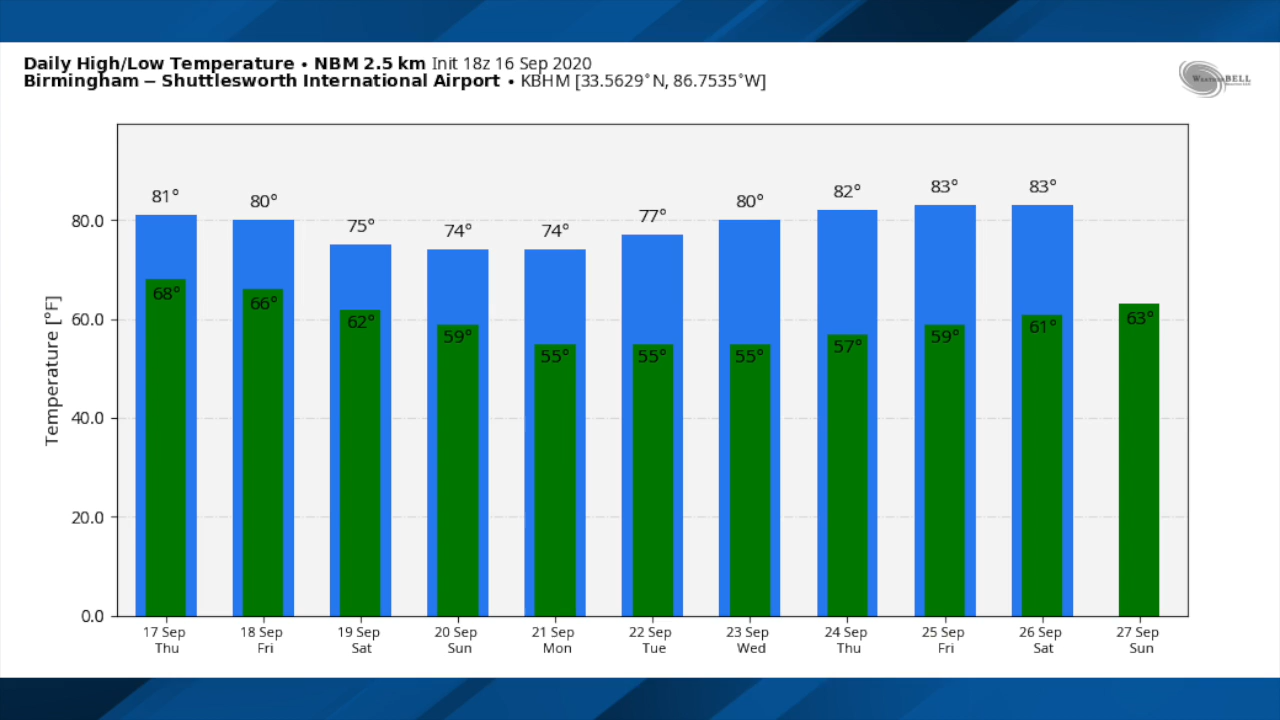 Daily High/Low Temperature • NBM 2.5 km Init 18z 16 Sep 2020
Birmingham – Shuttlesworth International Airport • KBHM [33.5629°N, 86.7535°W]
WeatherBELL
81° 80° 75° 74° 74° 77° 80° 82° 83° 83°
68° 66° 62° 59° 55° 55° 55° 57° 59° 61° 63°
Temperature [°F]
80.0
60.0
40.0
20.0
0.0
17 Sep 18 Sep 19 Sep 20 Sep 21 Sep 22 Sep 23 Sep 24 Sep 25 Sep 26 Sep 27 Sep
Thu Fri Sat Sun Mon Tue Wed Thu Fri Sat Sun